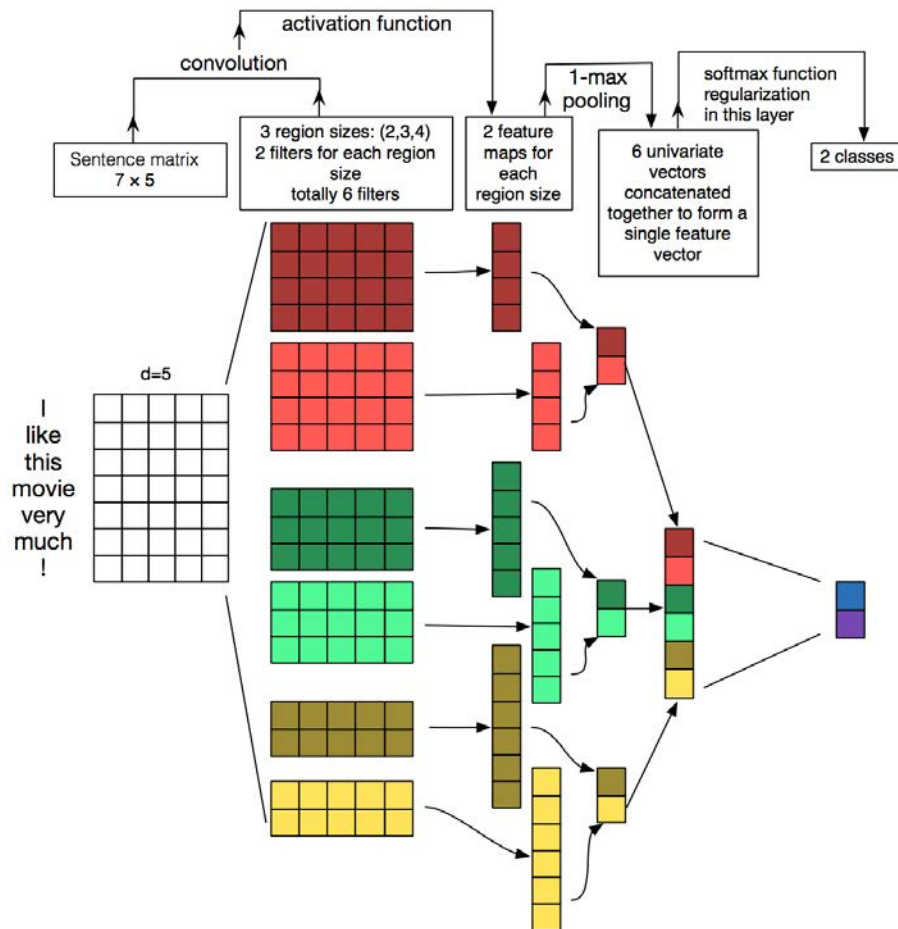 activation function
convolution
1-max
pooling
softmax function
regularization
in this layer
Sentence matrix
7 × 5
3 region sizes: (2,3,4)
2 filters for each region
size
totally 6 filters
2 feature
maps for
each
region size
6 univariate
vectors
concatenated
together to form a
single feature
vector
2 classes
d=5
I
like
this
movie
very
much
!